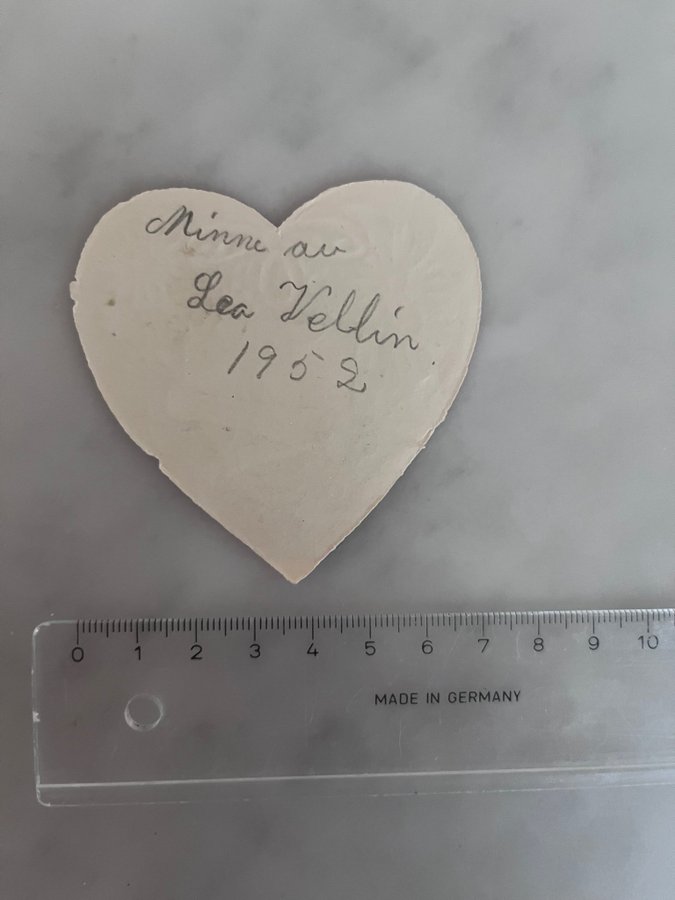 Minne av
Lea Vellin
1952
0 1 2 3 4 5 6 7 8 9 10
MADE IN GERMANY